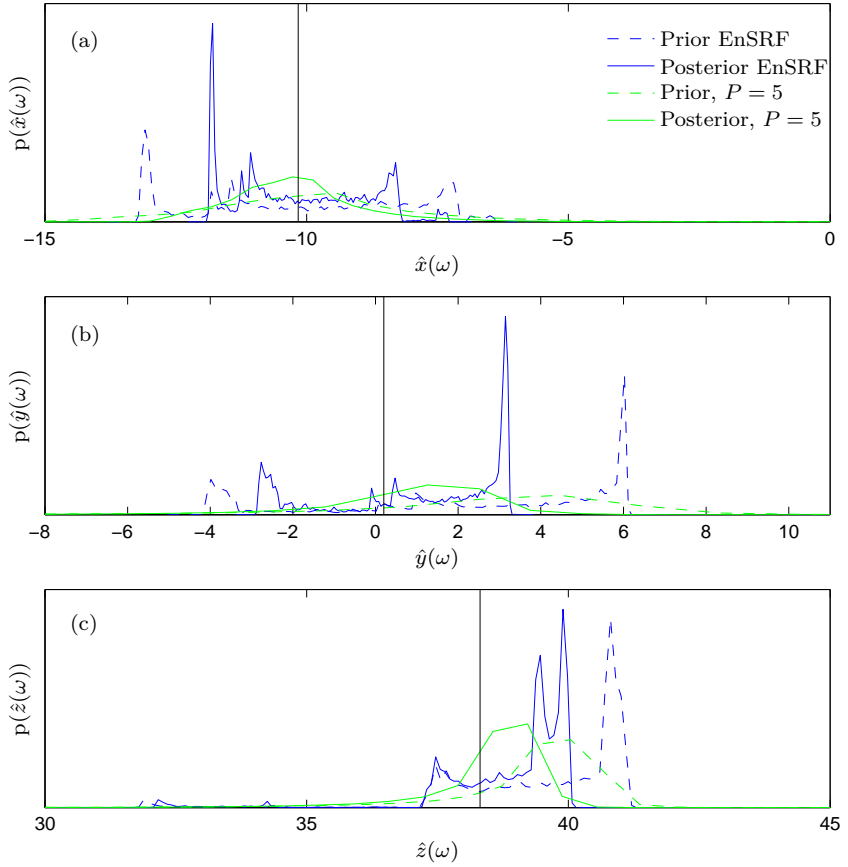 (a)
Prior EnSRF
Posterior EnSRF
Prior, P = 5
Posterior, P = 5
p(x̂(ω))
−15 −10 −5 0
x̂(ω)
(b)
p(ŷ(ω))
−8 −6 −4 −2 0 2 4 6 8 10
ŷ(ω)
(c)
p(ẑ(ω))
30 35 40 45
ẑ(ω)